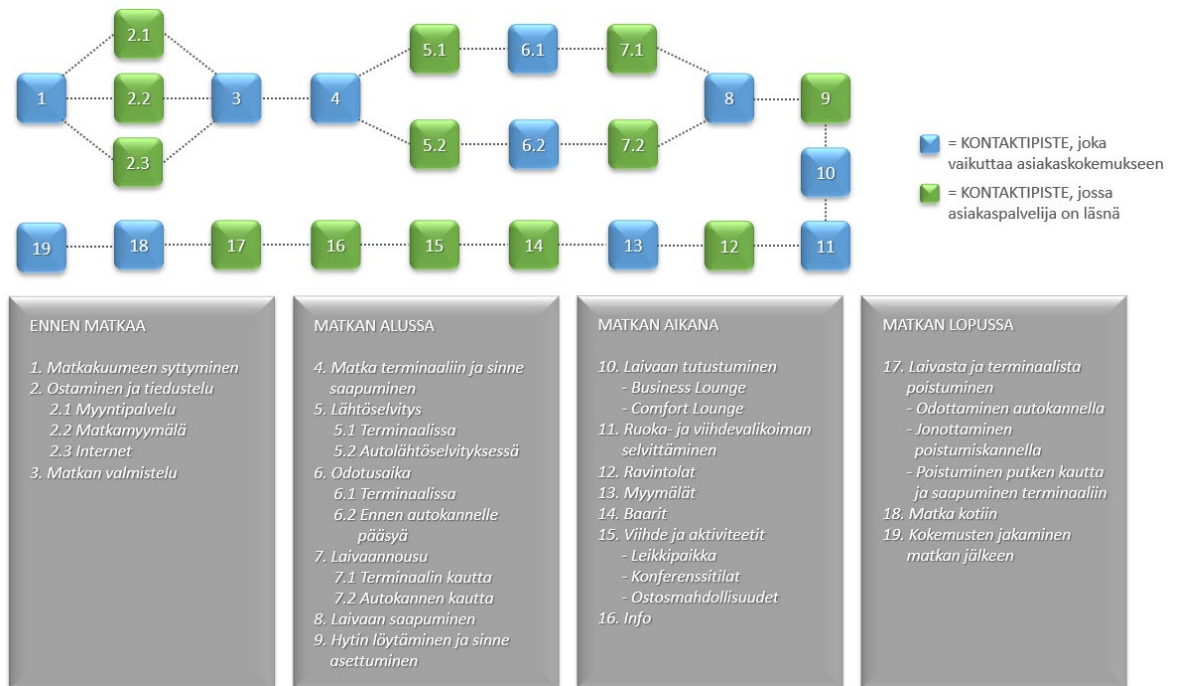 2.1
5.1
6.1
7.1
1
2.2
3
4
8
9
5.2
6.2
7.2
2.3
= KONTAKTIPISTE, joka
vaikuttaa asiakaskokemukseen
10
= KONTAKTIPISTE, jossa
asiakaspalvelija on läsnä
19
18
17
16
15
14
13
12
11
ENNEN MATKAA
1. Matkakuumeen syttyminen
2. Ostaminen ja tiedustelu
2.1 Myyntipalvelu
2.2 Matkamyymälä
2.3 Internet
3. Matkan valmistelu
MATKAN ALUSSA
4. Matka terminaaliin ja sinne
saapuminen
5. Lähtöselvitys
5.1 Terminaalissa
5.2 Autolähtöselvityksessä
6. Odotusaika
6.1 Terminaalissa
6.2 Ennen autokannelle
pääsyä
7. Laivaannousu
7.1 Terminaalin kautta
7.2 Autokannen kautta
8. Laivaan saapuminen
9. Hytin löytäminen ja sinne
asettuminen
MATKAN AIKANA
10. Laivaan tutustuminen
- Business Lounge
- Comfort Lounge
11. Ruoka- ja viihdevalikoiman
selvittäminen
12. Ravintolat
13. Myymälät
14. Baarit
15. Viihde ja aktiviteetit
- Leikkipaikka
- Konferenssitilat
- Ostosmahdollisuudet
16. Info
MATKAN LOPUSSA
17. Laivasta ja terminaalista
poistuminen
- Odottaminen autokannella
- Jonottaminen
poistumiskannella
- Poistuminen putken kautta
ja saapuminen terminaaliin
18. Matka kotiin
19. Kokemusten jakaminen
matkan jälkeen